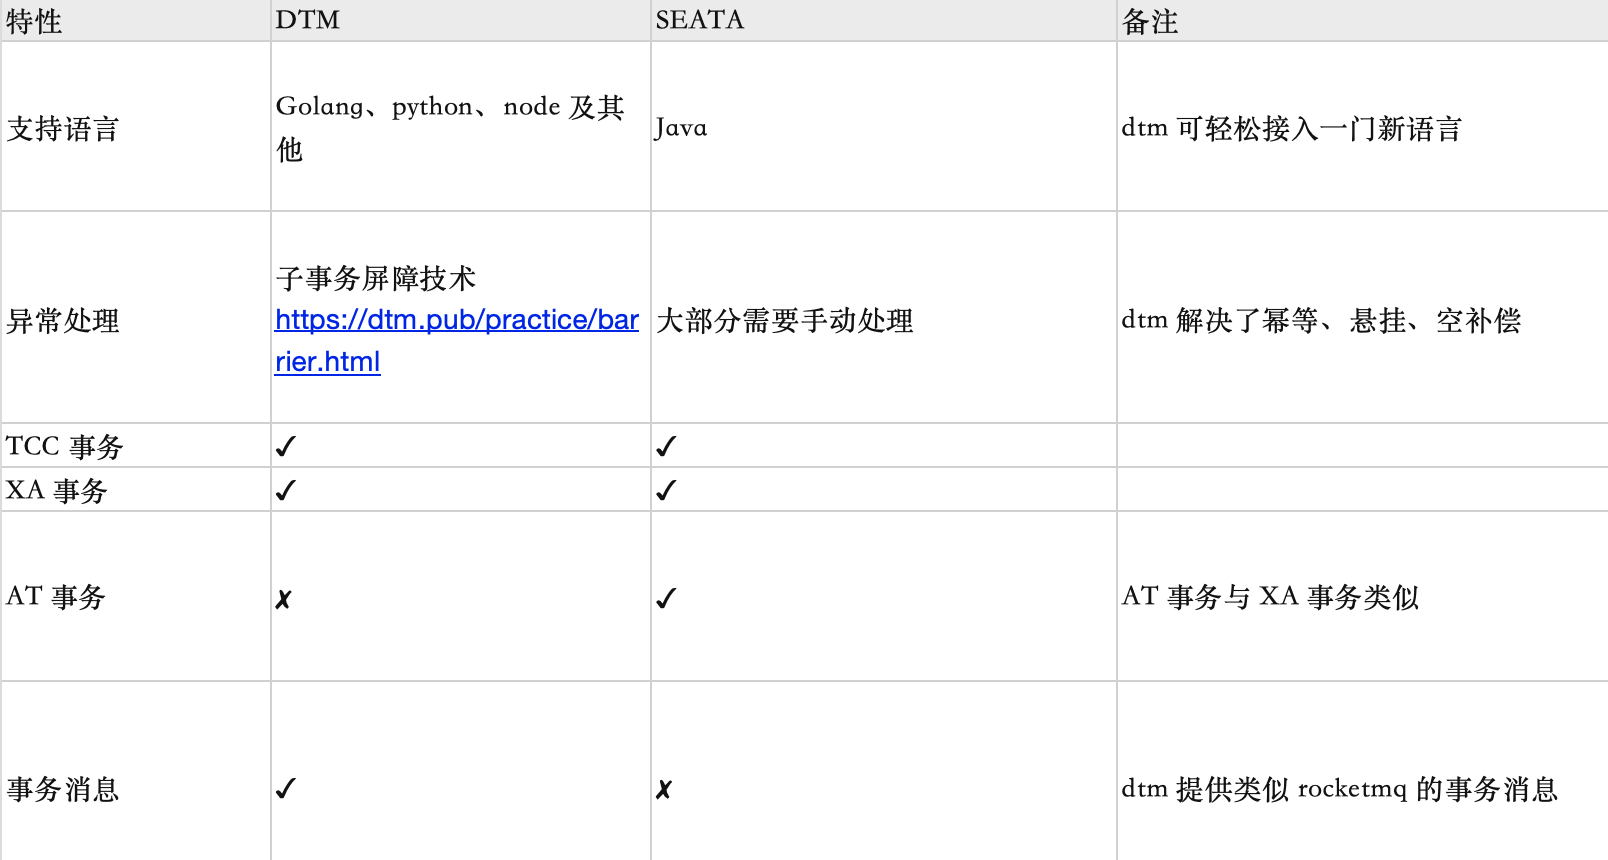 特性 DTM SEATA 备注
支持语言 Golang、python、node 及其他 Java dtm 可轻松接入一门新语言
异常处理 子事务屏障技术 https://dtm.pub/practice/barrier.html 大部分需要手动处理 dtm 解决了幂等、悬挂、空补偿
TCC 事务 ✓ ✓
XA 事务 ✓ ✓
AT 事务 ✗ ✓ AT 事务与 XA 事务类似
事务消息 ✓ ✗ dtm 提供类似 rocketmq 的事务消息